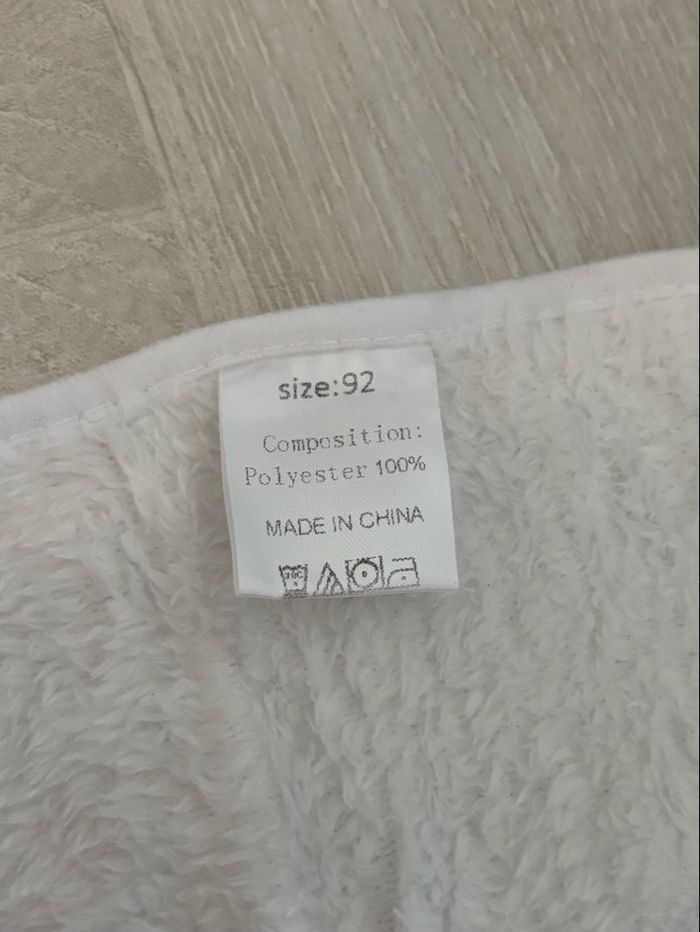 size:92
Composition:
Polyester 100%
MADE IN CHINA